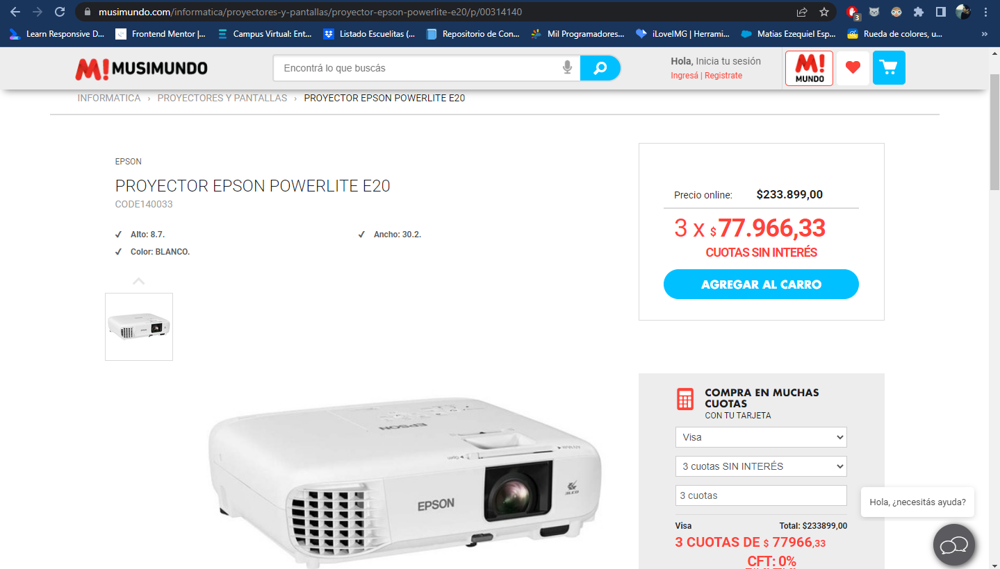 musimundo.com/informatica/proyectores-y-pantallas/proyector-epson-powerlite-e20/p/00314140
3
Learn Responsive D...
Frontend Mentor |...
Campus Virtual: Ent...
Listado Escuelitas (...
Repositorio de Con...
Mil Programadores...
iLoveIMG | Herrami...
Matias Ezequiel Esp...
Rueda de colores, u...
»
M! MUSIMUNDO
Encontrá lo que buscás
Hola, Inicia tu sesión
Ingresá | Registrate
M!
MUNDO
INFORMATICA › PROYECTORES Y PANTALLAS › PROYECTOR EPSON POWERLITE E20
EPSON
PROYECTOR EPSON POWERLITE E20
CODE140033
✔ Alto: 8.7.
✔ Ancho: 30.2.
✔ Color: BLANCO.
EPSON
EPSON
EPSON
3LCD
Precio online: $233.899,00
3 x $ 77.966,33
CUOTAS SIN INTERÉS
AGREGAR AL CARRO
COMPRA EN MUCHAS
CUOTAS
CON TU TARJETA
Visa
3 cuotas SIN INTERÉS
3 cuotas
Visa Total: $233899,00
3 CUOTAS DE $ 77966,33
CFT: 0%
Hola, ¿necesitás ayuda?